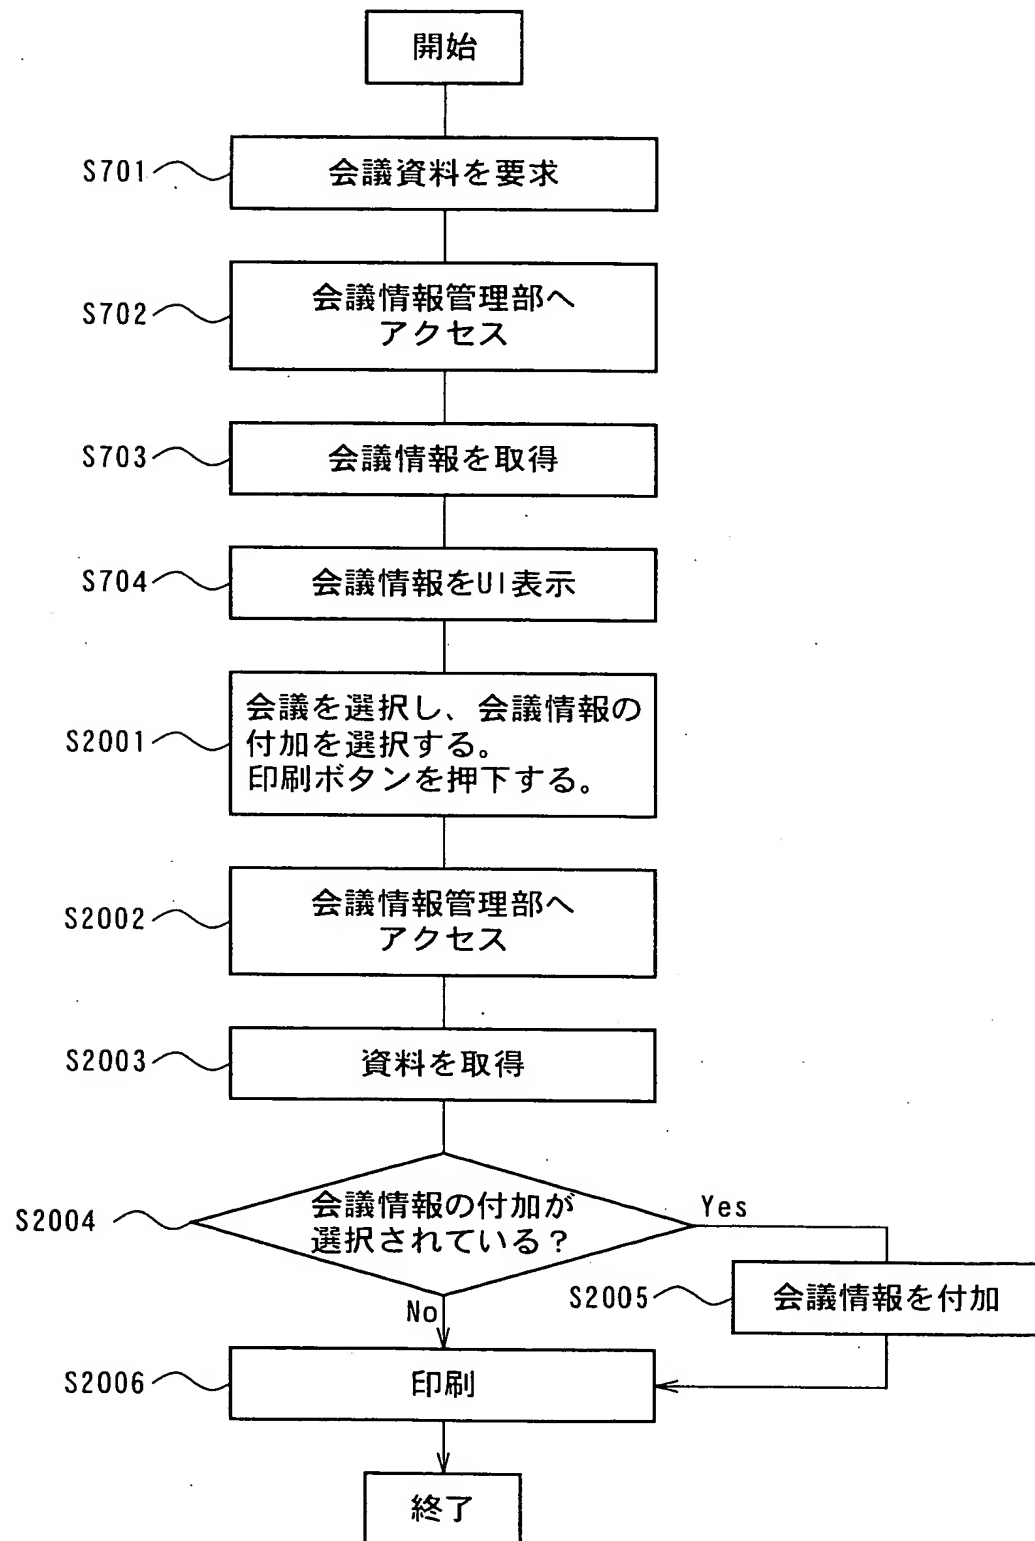 開始
S701
会議資料を要求
S702
会議情報管理部へ
アクセス
S703
会議情報を取得
S704
会議情報をUI表示
S2001
会議を選択し、会議情報の
付加を選択する。
印刷ボタンを押下する。
S2002
会議情報管理部へ
アクセス
S2003
資料を取得
S2004
会議情報の付加が
選択されている？
Yes
No
S2005
会議情報を付加
S2006
印刷
終了